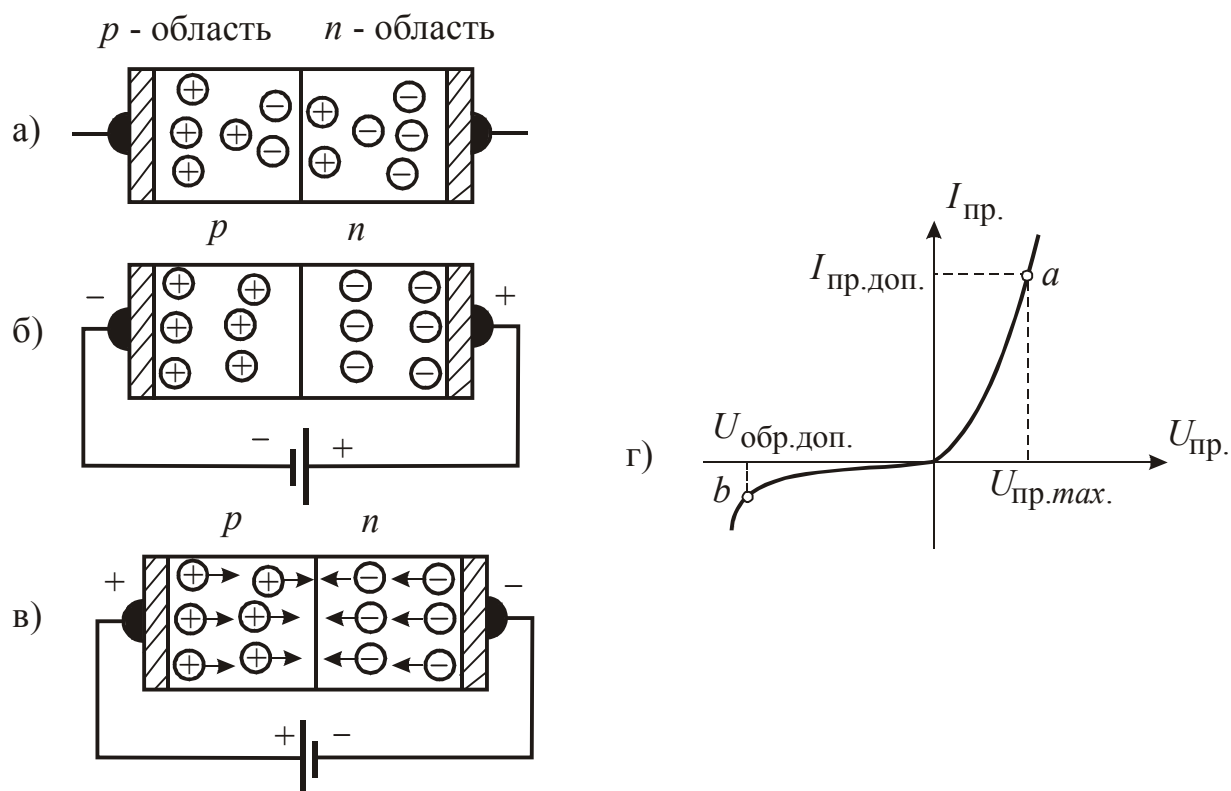 p - область n - область
а)
+ + + + − − + + − − − −
p n
б)
− +
+ + + + + + − − − − − −
− +
p n
в)
+ −
+ + + + + + − − − − − −
+ −
г)
I пр.
I пр.доп.
a
U обр.доп.
U пр.
b
U пр.max.